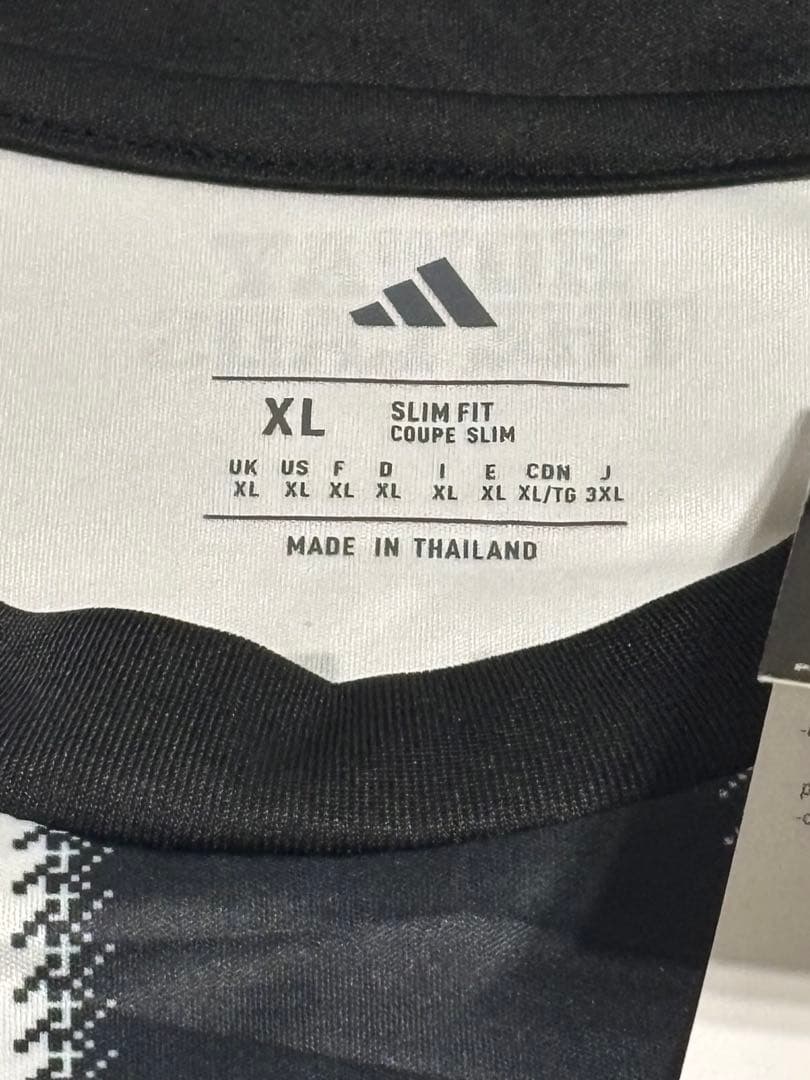 XL
SLIM FIT
COUPE SLIM
UK US F D I E CDN J
XL XL XL XL XL XL XL/TG 3XL
MADE IN THAILAND